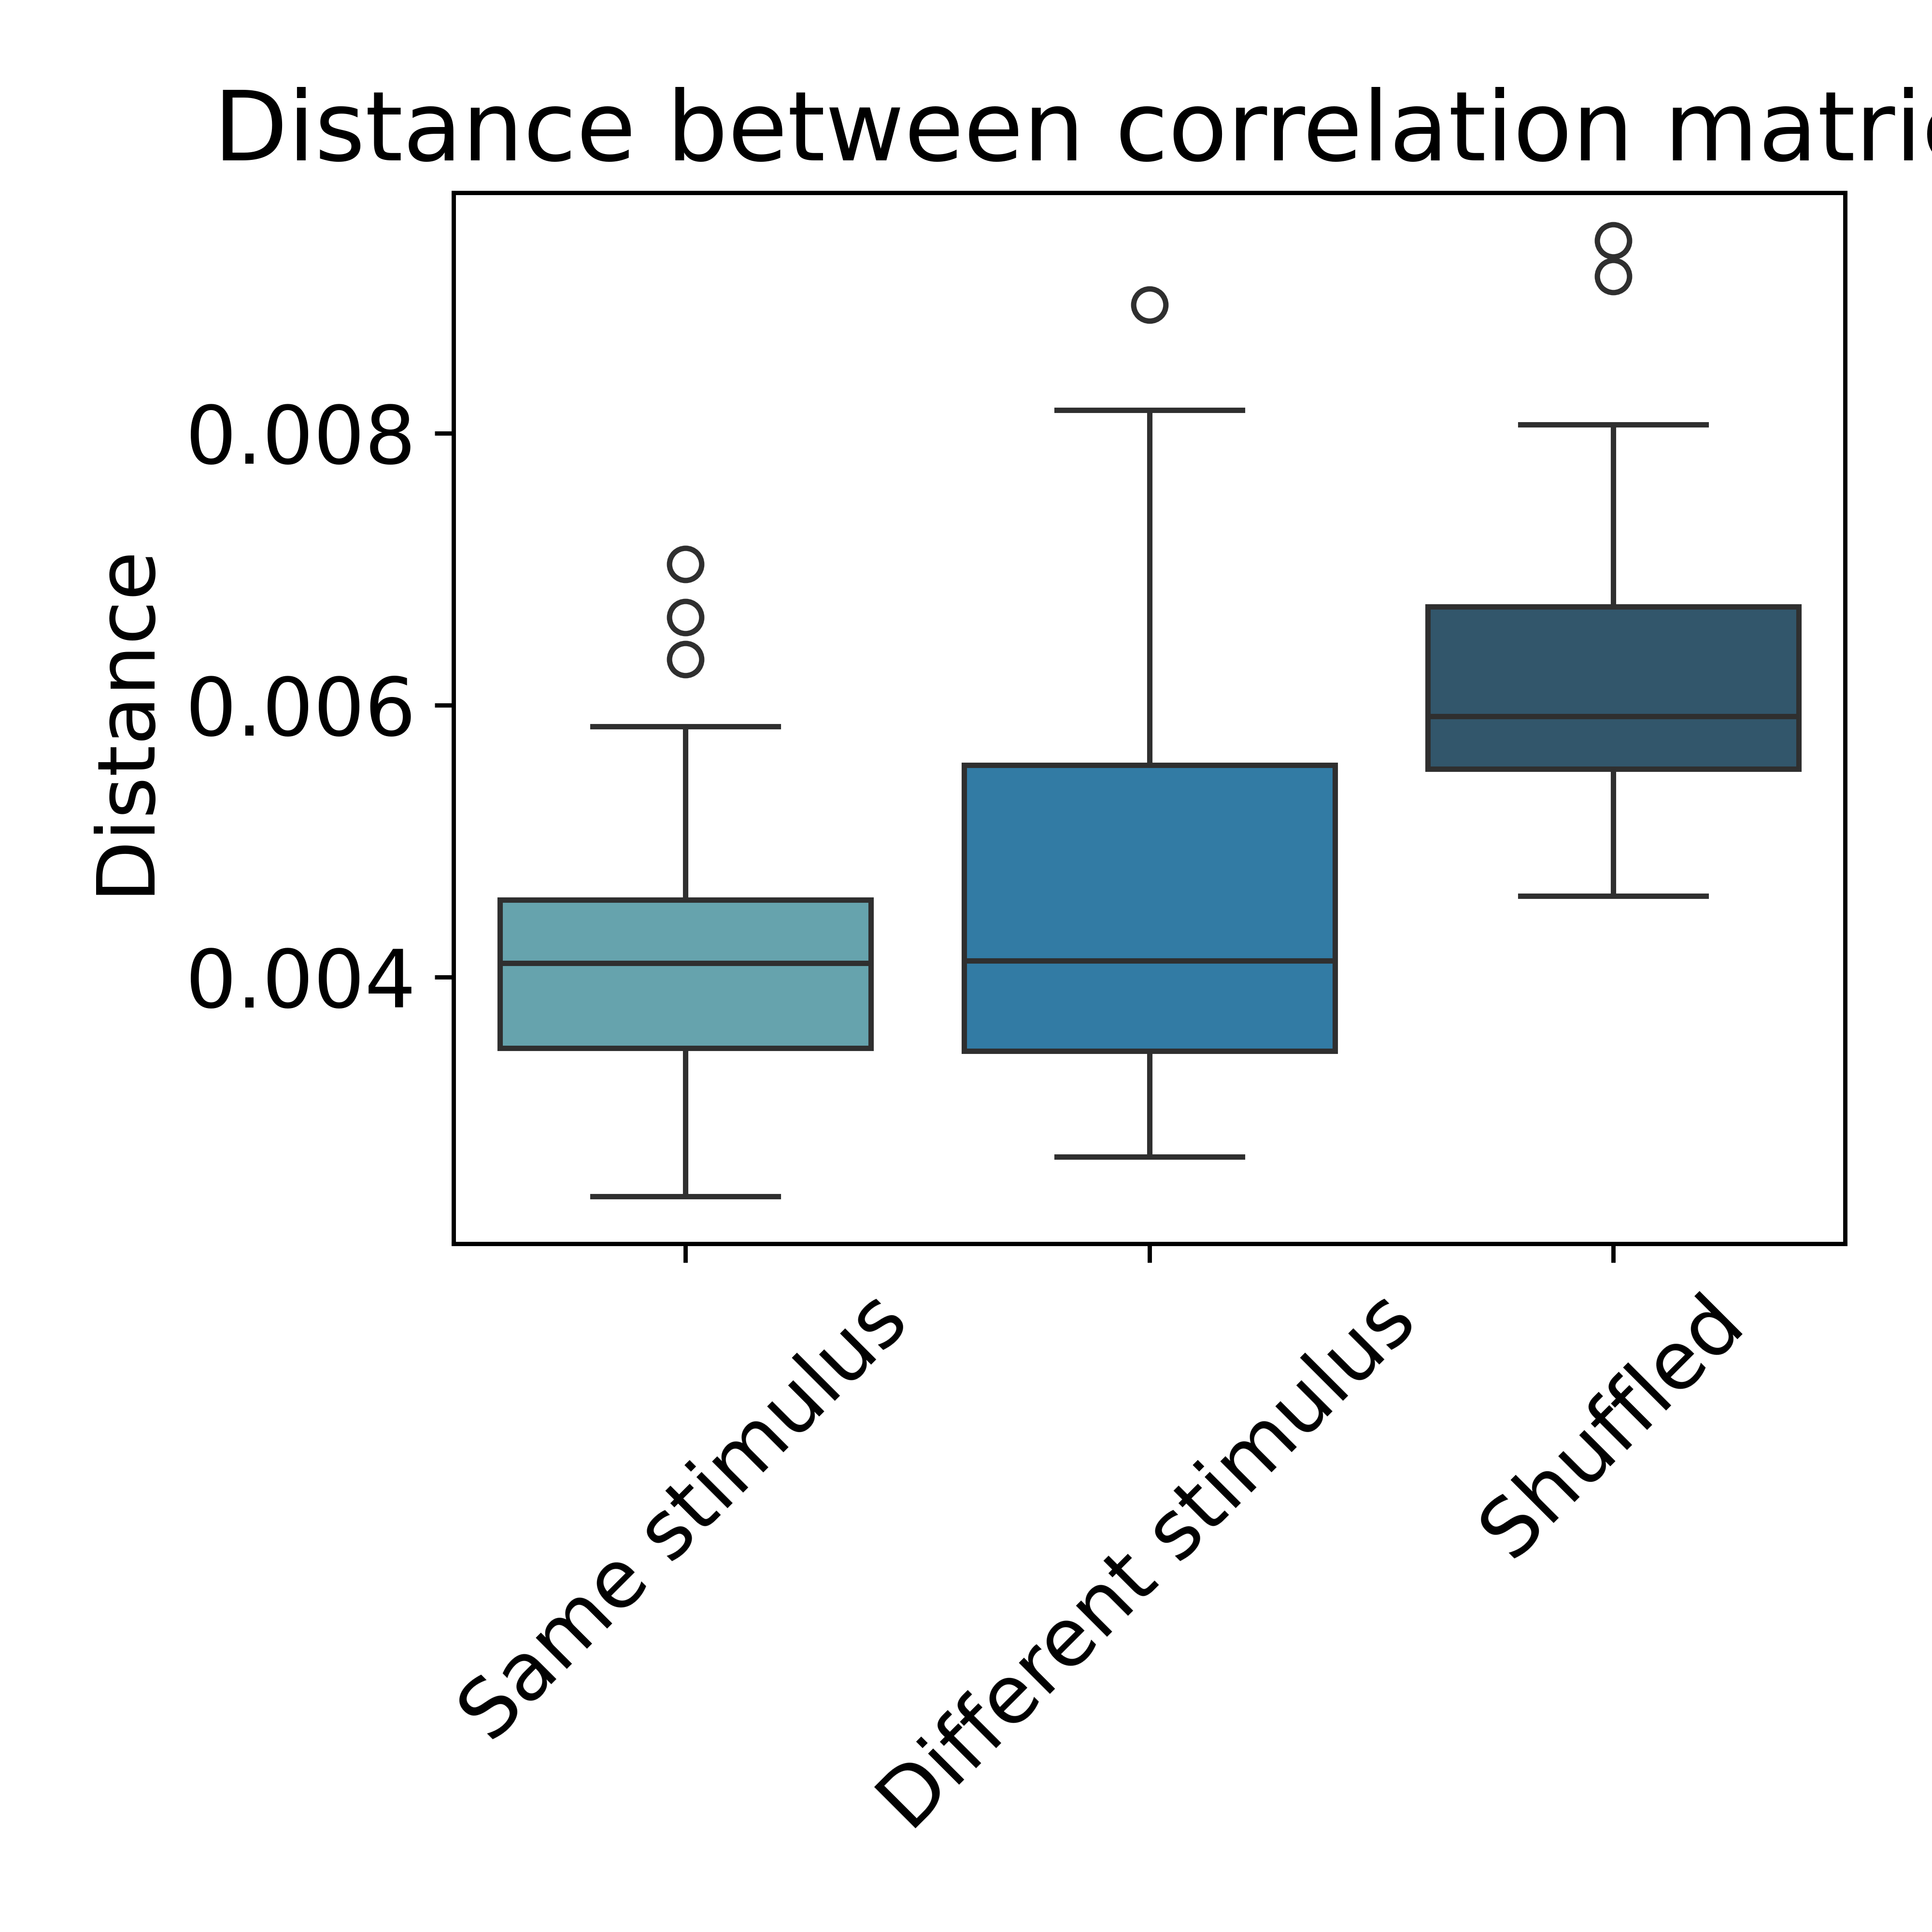 Distance between correlation matri
Distance
0.008
0.006
0.004
Same stimulus
Different stimulus
Shuffled